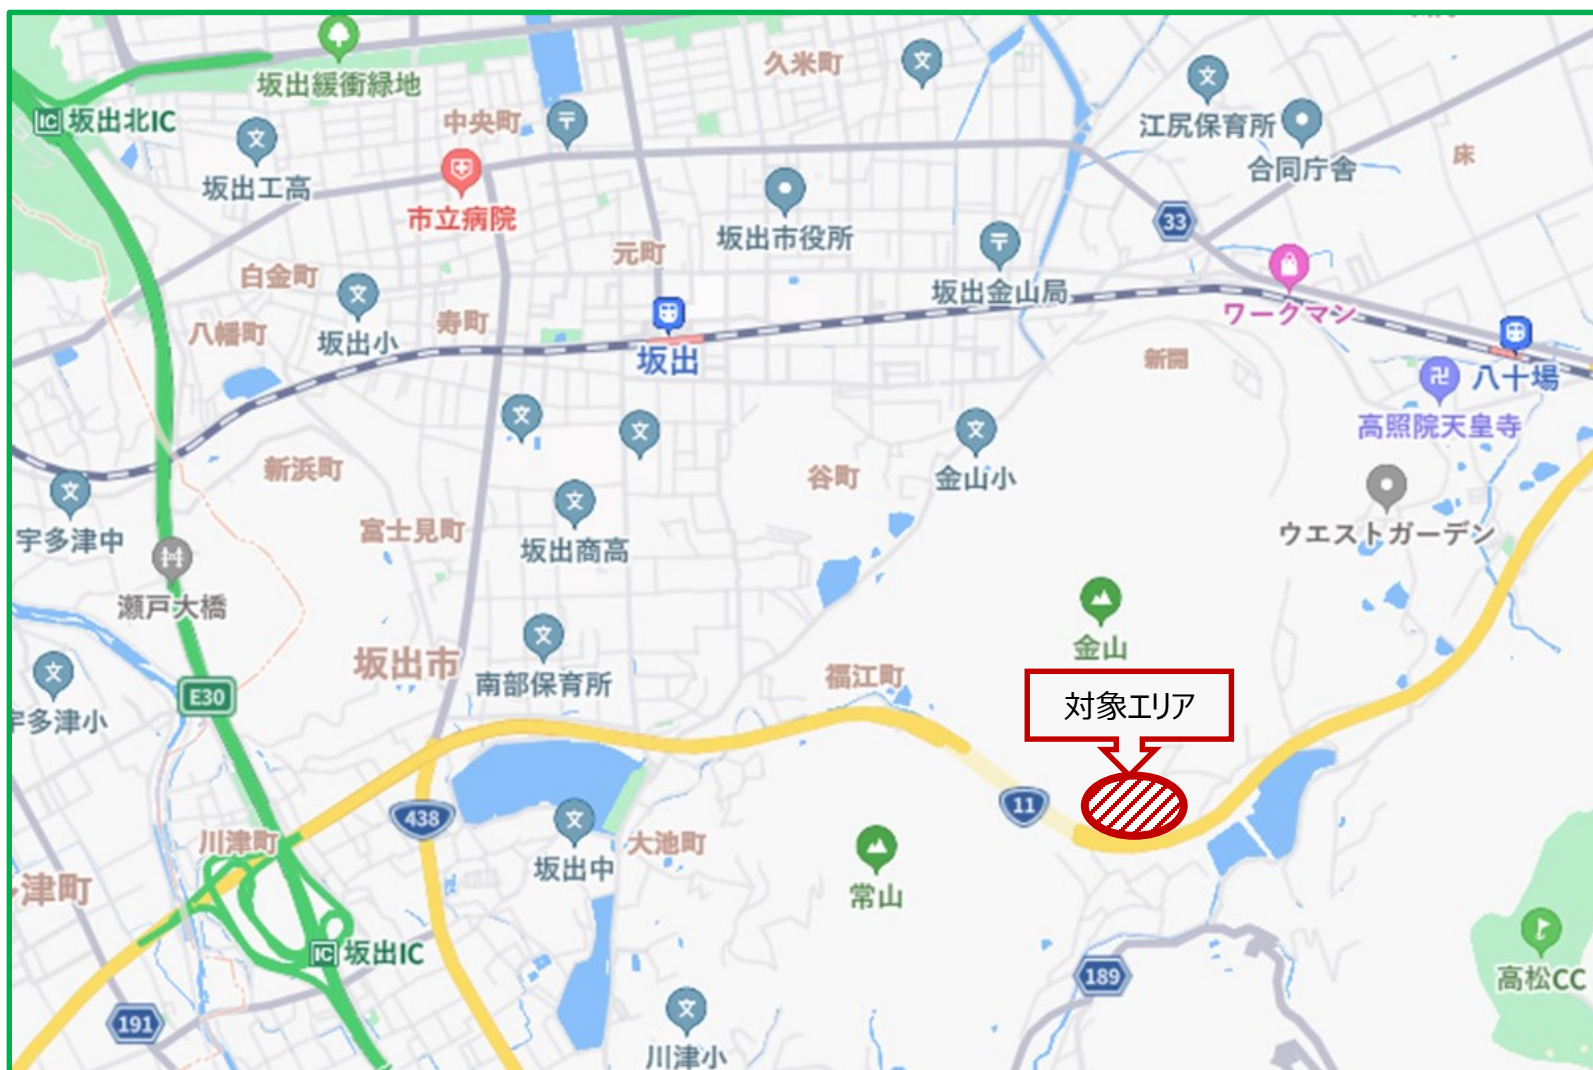 坂出緩衝緑地
久米町
坂出北IC
IC
中央町
文
〒
江尻保育所
合同庁舎
床
坂出工高
市立病院
坂出市役所
33
元町
白金町
坂出金山局
ワークマン
坂出小
寿町
八幡町
坂出
新開
八十場
卍
高照院天皇寺
新浜町
谷町
金山小
宇多津中
富士見町
坂出商高
ウエストガーデン
瀬戸大橋
金山
坂出市
南部保育所
福江町
対象エリア
E30
宇多津小
11
438
川津町
坂出中
大池町
常山
津町
IC
坂出IC
189
高松CC
191
川津小